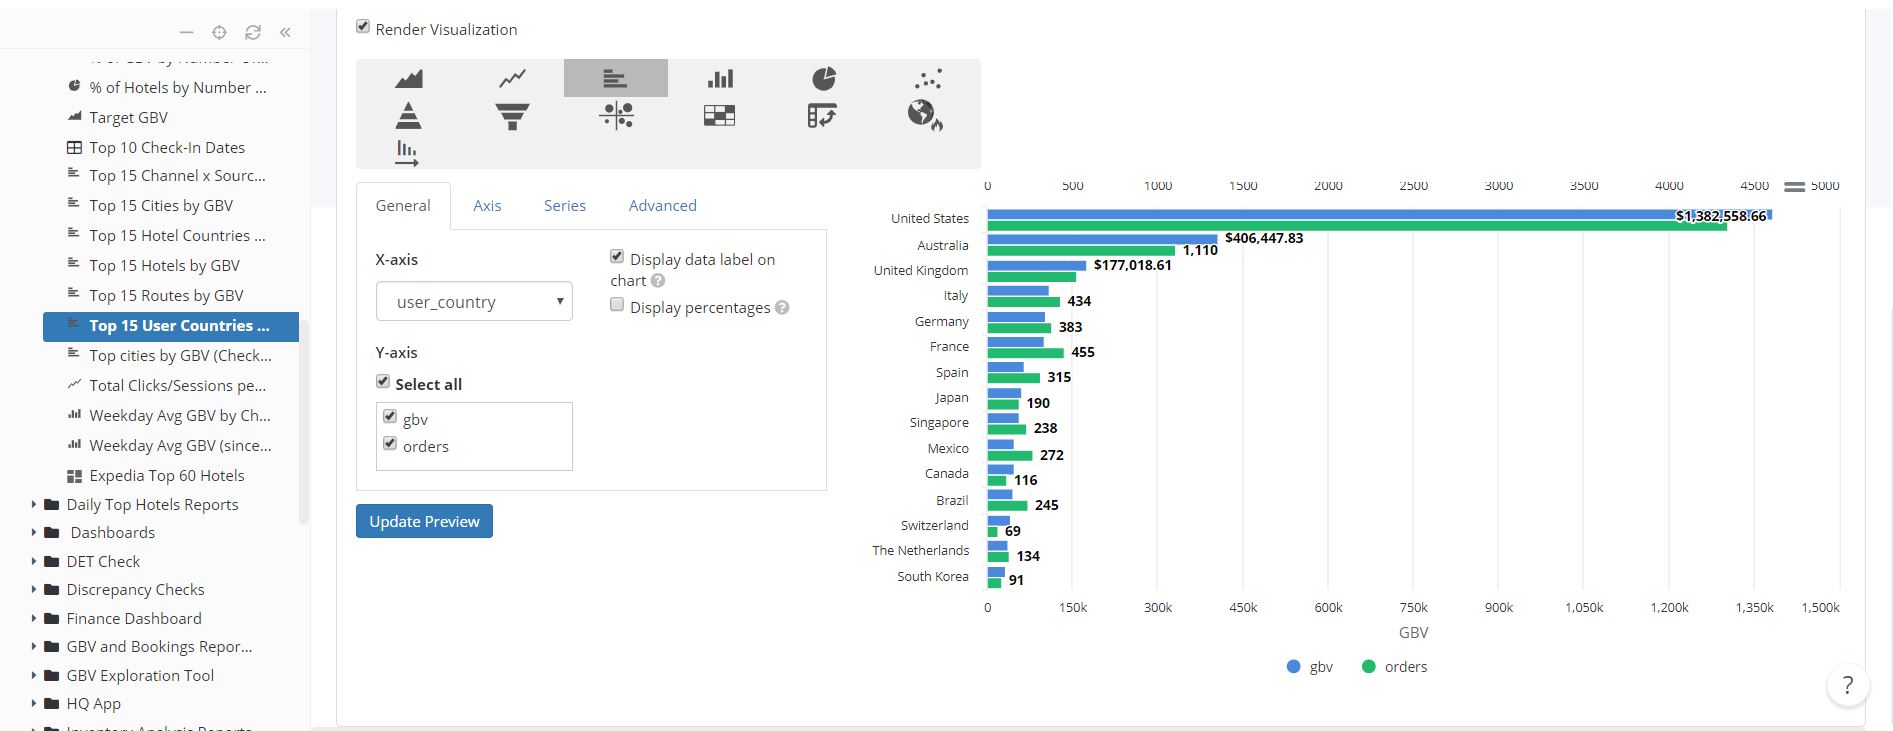 % of Hotels by Number ...
Target GBV
Top 10 Check-In Dates
Top 15 Channel x Sourc...
Top 15 Cities by GBV
Top 15 Hotel Countries ...
Top 15 Hotels by GBV
Top 15 Routes by GBV
Top 15 User Countries ...
Top cities by GBV (Check...
Total Clicks/Sessions pe...
Weekday Avg GBV by Ch...
Weekday Avg GBV (since...
Expedia Top 60 Hotels
Daily Top Hotels Reports
Dashboards
DET Check
Discrepancy Checks
Finance Dashboard
GBV and Bookings Repor...
GBV Exploration Tool
HQ App
Render Visualization
General Axis Series Advanced
X-axis
user_country
Display data label on
chart ?
Display percentages ?
Y-axis
Select all
gbv
orders
Update Preview
0 500 1000 1500 2000 2500 3000 3500 4000 4500 5000
United States $1,382,558.66
Australia $406,447.83
1,110
United Kingdom $177,018.61
Italy 434
Germany 383
France 455
Spain 315
Japan 190
Singapore 238
Mexico 272
Canada 116
Brazil 245
Switzerland 69
The Netherlands 134
South Korea 91
0 150k 300k 450k 600k 750k 900k 1,050k 1,200k 1,350k 1,500k
GBV
gbv orders
?